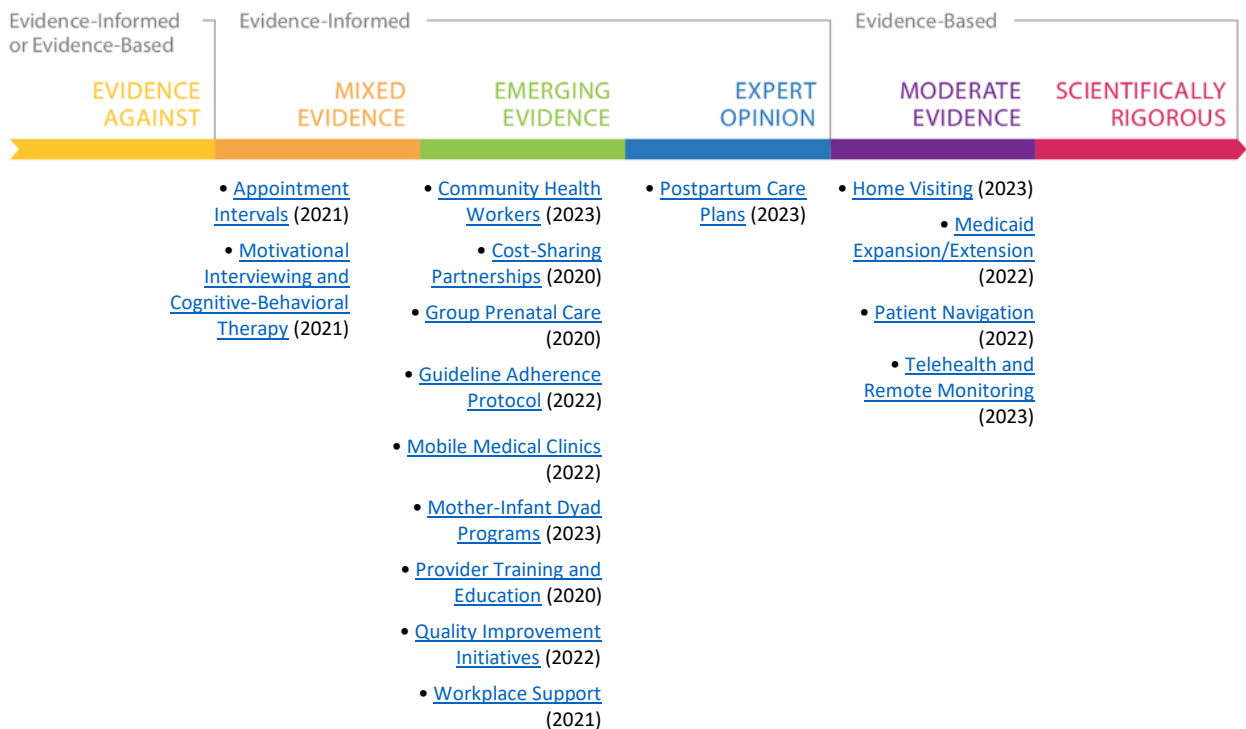 Evidence-Informed
or Evidence-Based
Evidence-Informed
Evidence-Based
EVIDENCE
AGAINST
MIXED
EVIDENCE
EMERGING
EVIDENCE
EXPERT
OPINION
MODERATE
EVIDENCE
SCIENTIFICALLY
RIGOROUS
• Appointment
Intervals (2021)
• Motivational
Interviewing and
Cognitive-Behavioral
Therapy (2021)
• Community Health
Workers (2023)
• Cost-Sharing
Partnerships (2020)
• Group Prenatal Care
(2020)
• Guideline Adherence
Protocol (2022)
• Mobile Medical Clinics
(2022)
• Mother-Infant Dyad
Programs (2023)
• Provider Training and
Education (2020)
• Quality Improvement
Initiatives (2022)
• Workplace Support
(2021)
• Postpartum Care
Plans (2023)
• Home Visiting (2023)
• Medicaid
Expansion/Extension
(2022)
• Patient Navigation
(2022)
• Telehealth and
Remote Monitoring
(2023)